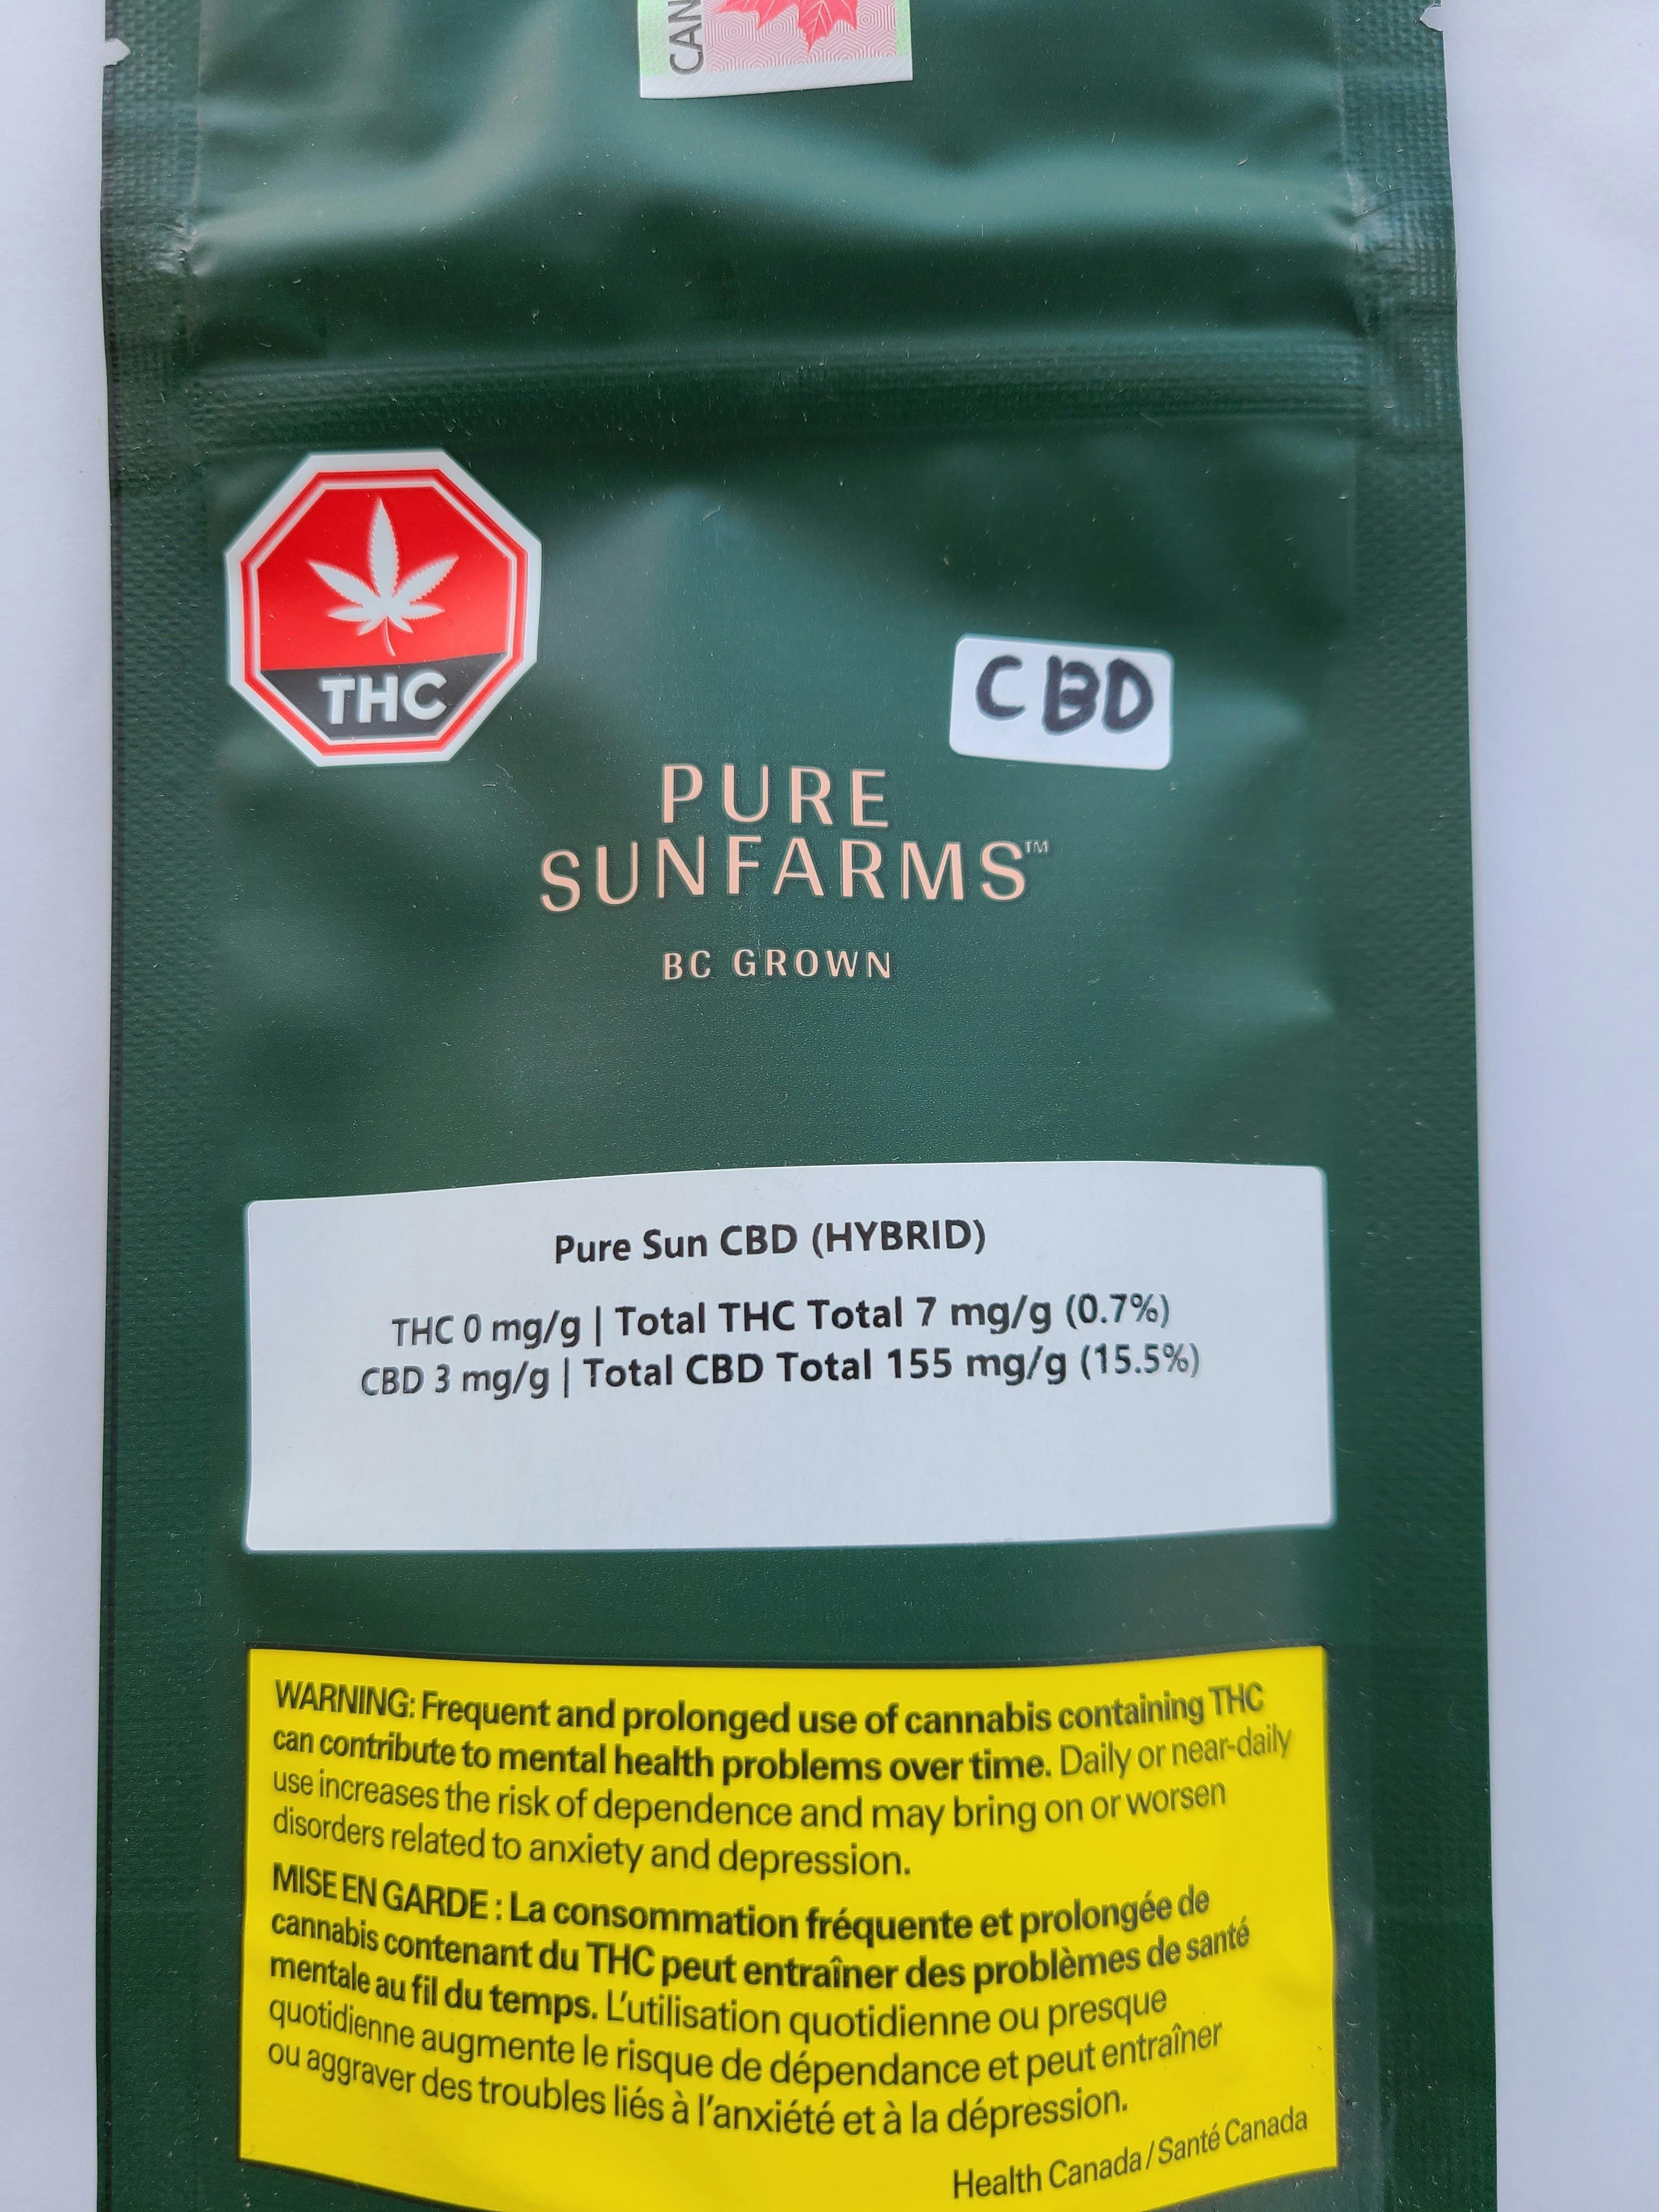 CAN
THC
CBD
PURE
SUNFARMS™
BC GROWN
Pure Sun CBD (HYBRID)
THC 0 mg/g | Total THC Total 7 mg/g (0.7%)
CBD 3 mg/g | Total CBD Total 155 mg/g (15.5%)
WARNING: Frequent and prolonged use of cannabis containing THC
can contribute to mental health problems over time. Daily or near-daily
use increases the risk of dependence and may bring on or worsen
disorders related to anxiety and depression.
MISE EN GARDE : La consommation fréquente et prolongée de
cannabis contenant du THC peut entraîner des problèmes de santé
mentale au fil du temps. L'utilisation quotidienne ou presque
quotidienne augmente le risque de dépendance et peut entraîner
ou aggraver des troubles liés à l'anxiété et à la dépression.
Health Canada / Santé Canada